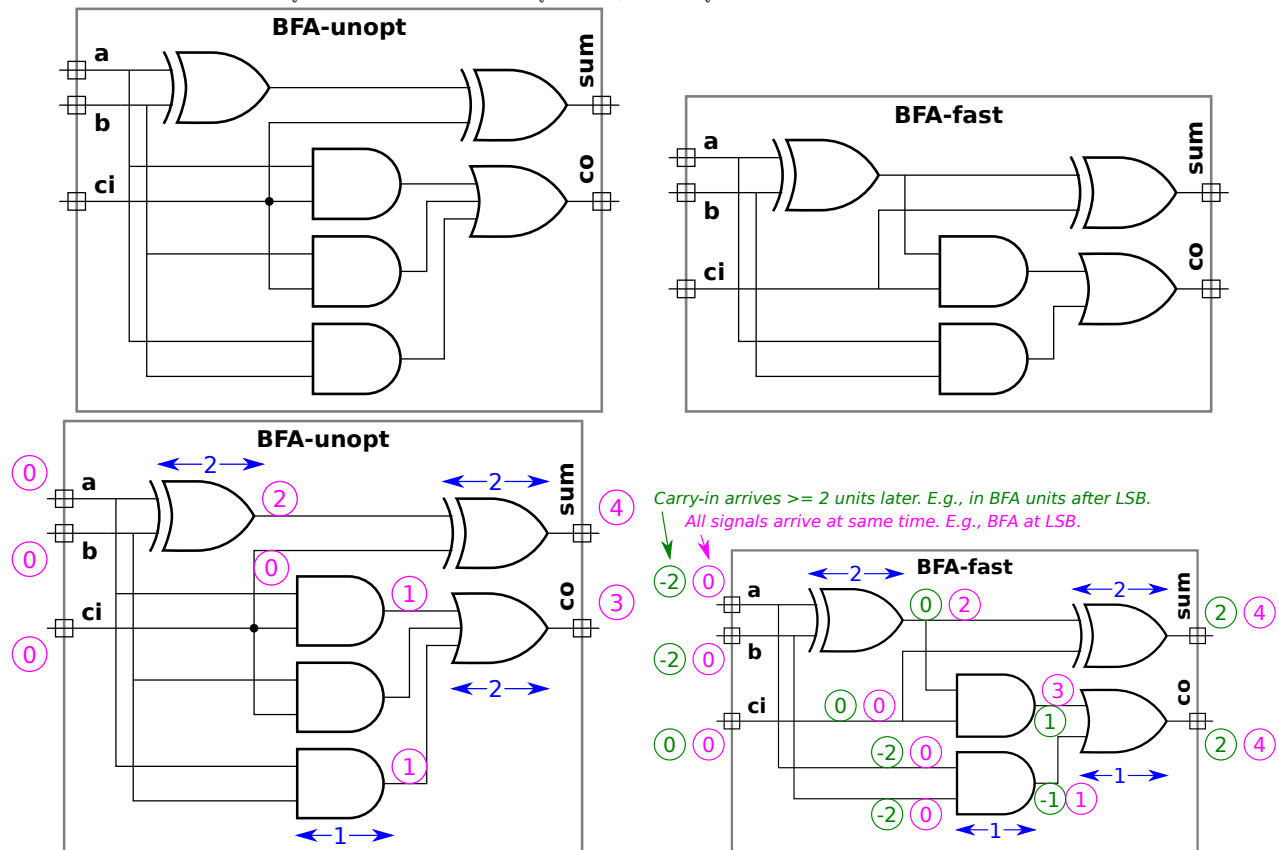 BFA-unopt
a
b
ci
sum
co
BFA-fast
a
b
ci
sum
co
BFA-unopt
0
a
2
2
2
sum
4
0
b
0
1
co
3
ci
0
2
1
1
Carry-in arrives >= 2 units later. E.g., in BFA units after LSB.
All signals arrive at same time. E.g., BFA at LSB.
BFA-fast
-2 0
a
2
0 2
2
sum
2 4
-2 0
b
ci
0 0
3
1
co
0 0
2 4
-2 0
1
-2 0
-1 1
1